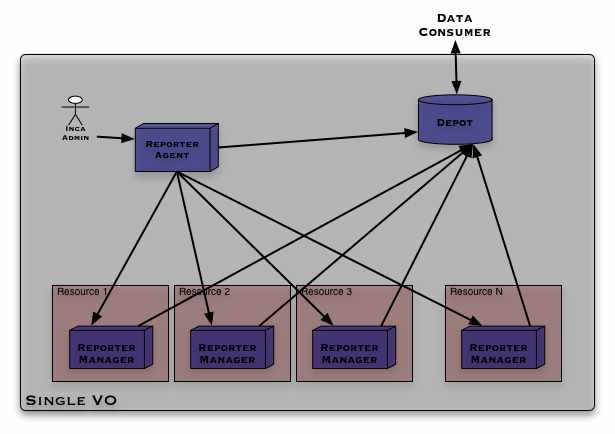 DATA
CONSUMER
INCA
ADMIN
REPORTER
AGENT
DEPOT
Resource 1
Resource 2
Resource 3
Resource N
REPORTER
MANAGER
REPORTER
MANAGER
REPORTER
MANAGER
REPORTER
MANAGER
SINGLE VO